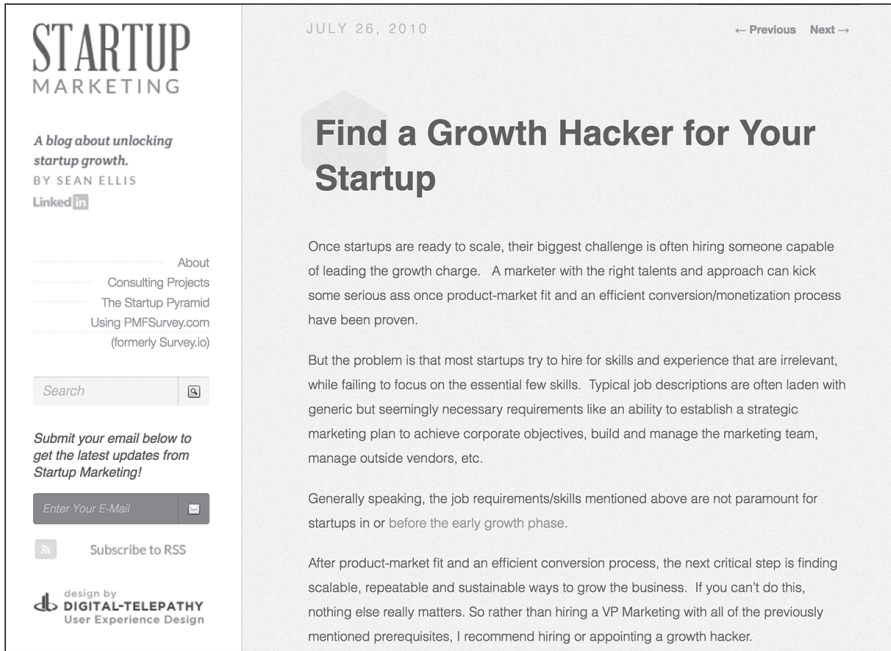 STARTUP
MARKETING
A blog about unlocking
startup growth.
BY SEAN ELLIS
Linked in
About
Consulting Projects
The Startup Pyramid
Using PMFSurvey.com
(formerly Survey.io)
Search
Submit your email below to
get the latest updates from
Startup Marketing!
Enter Your E-Mail
Subscribe to RSS
design by
DIGITAL-TELEPATHY
User Experience Design
JULY 26, 2010
← Previous Next →
Find a Growth Hacker for Your
Startup
Once startups are ready to scale, their biggest challenge is often hiring someone capable
of leading the growth charge. A marketer with the right talents and approach can kick
some serious ass once product-market fit and an efficient conversion/monetization process
have been proven.
But the problem is that most startups try to hire for skills and experience that are irrelevant,
while failing to focus on the essential few skills. Typical job descriptions are often laden with
generic but seemingly necessary requirements like an ability to establish a strategic
marketing plan to achieve corporate objectives, build and manage the marketing team,
manage outside vendors, etc.
Generally speaking, the job requirements/skills mentioned above are not paramount for
startups in or before the early growth phase.
After product-market fit and an efficient conversion process, the next critical step is finding
scalable, repeatable and sustainable ways to grow the business. If you can't do this,
nothing else really matters. So rather than hiring a VP Marketing with all of the previously
mentioned prerequisites, I recommend hiring or appointing a growth hacker.